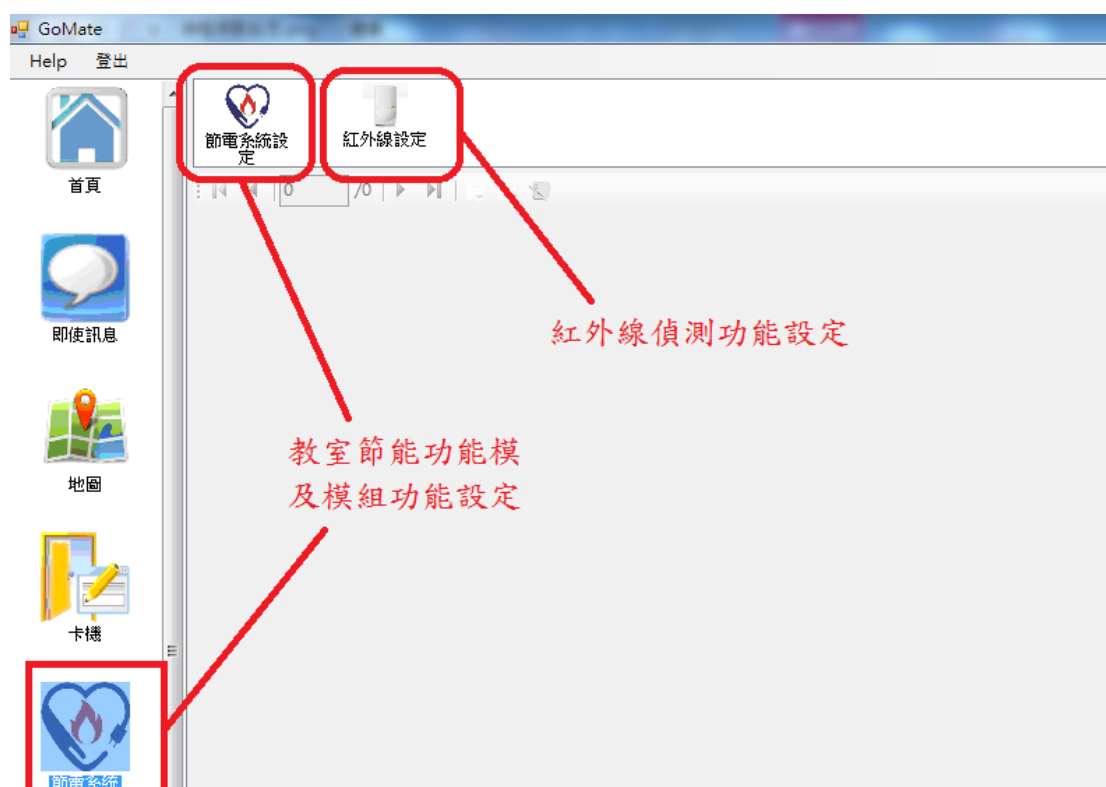 GoMate
Help 登出
首頁
即使訊息
地圖
卡機
節電系統
節電系統設
定
紅外線設定
0 /0
紅外線偵測功能設定
教室節能功能模
及模組功能設定